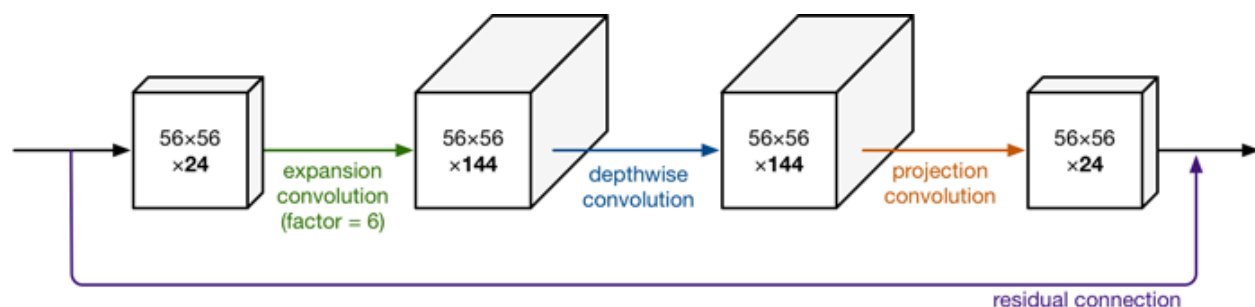 56×56
×24
expansion
convolution
(factor = 6)
56×56
×144
depthwise
convolution
56×56
×144
projection
convolution
56×56
×24
residual connection